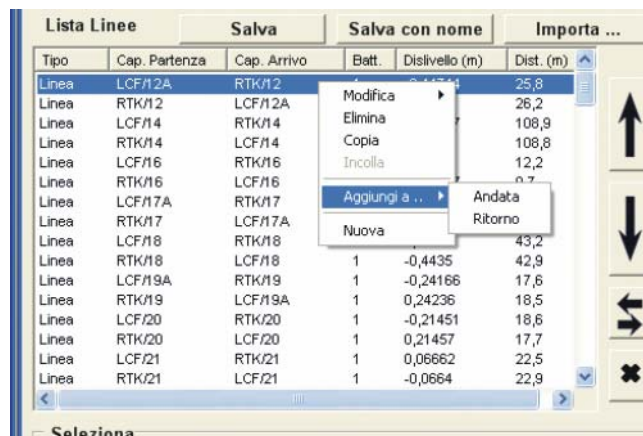 Lista Linee Salva Salva con nome Importa ...
Tipo Cap. Partenza Cap. Arrivo Batt. Dislivello (m) Dist. (m)
Linea LCF/12A RTK/12 25,8
Linea RTK/12 LCF/12A 26,2
Linea LCF/14 RTK/14 108,9
Linea RTK/14 LCF/14 108,8
Linea LCF/16 RTK/16 12,2
Linea RTK/16 LCF/16
Linea LCF/17A RTK/17
Linea RTK/17 LCF/17A
Linea LCF/18 RTK/18 43,2
Linea RTK/18 LCF/18 1 -0,4435 42,9
Linea LCF/19A RTK/19 1 -0,24166 17,6
Linea RTK/19 LCF/19A 1 0,24236 18,5
Linea LCF/20 RTK/20 1 -0,21451 18,6
Linea RTK/20 LCF/20 1 0,21457 17,7
Linea LCF/21 RTK/21 1 0,06662 22,5
Linea RTK/21 LCF/21 1 -0,0664 22,9
Modifica
Elimina
Copia
Incolla
Aggiungi a ..
Nuova
Andata
Ritorno
Seleziona